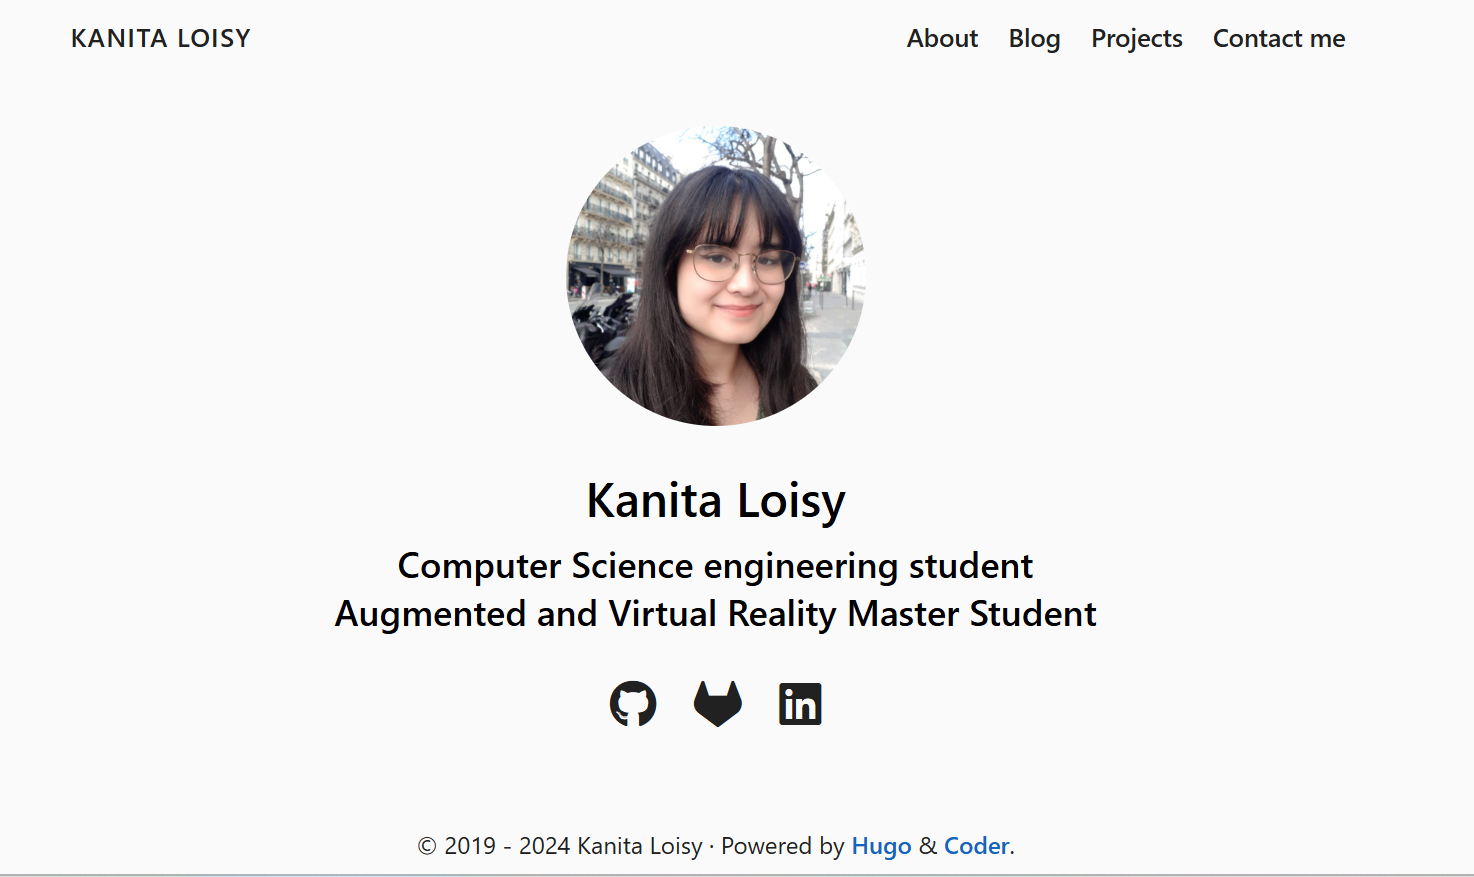 KANITA LOISY
About Blog Projects Contact me
Kanita Loisy
Computer Science engineering student
Augmented and Virtual Reality Master Student
in
© 2019 - 2024 Kanita Loisy · Powered by Hugo & Coder.